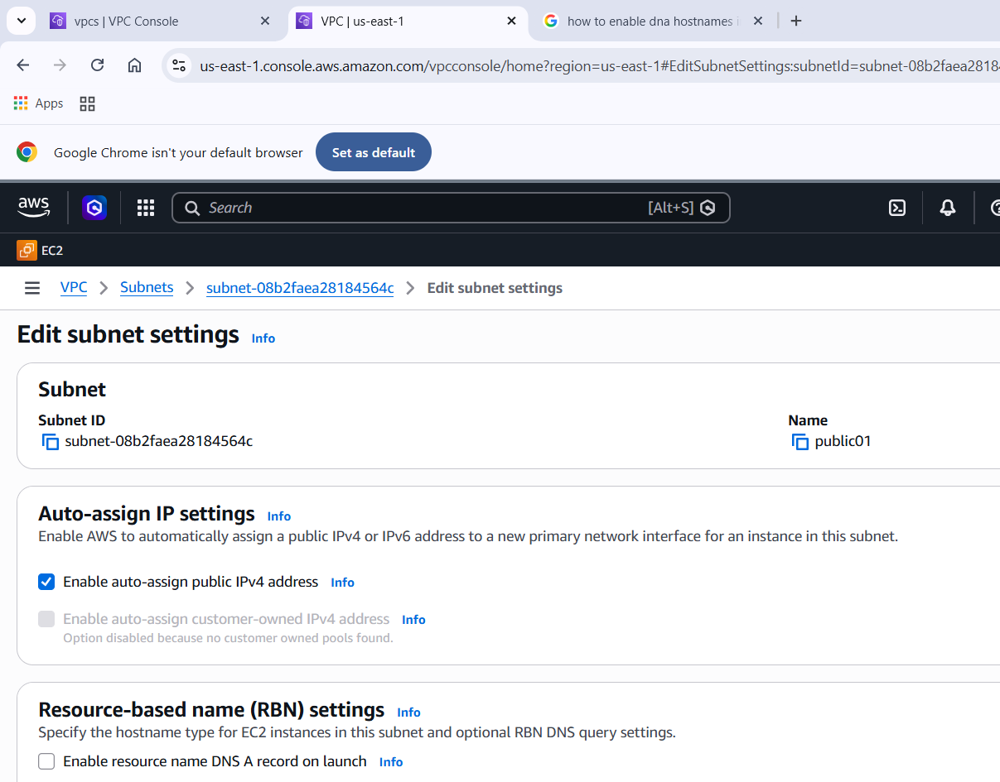 vpcs | VPC Console
VPC | us-east-1
how to enable dna hostnames
us-east-1.console.aws.amazon.com/vpcconsole/home?region=us-east-1#EditSubnetSettings:subnetId=subnet-08b2faea28184
Apps
Google Chrome isn't your default browser
Set as default
aws
Search
[Alt+S]
EC2
VPC
Subnets
subnet-08b2faea28184564c
Edit subnet settings
Edit subnet settings Info
Subnet
Subnet ID
subnet-08b2faea28184564c
Name
public01
Auto-assign IP settings Info
Enable AWS to automatically assign a public IPv4 or IPv6 address to a new primary network interface for an instance in this subnet.
Enable auto-assign public IPv4 address Info
Enable auto-assign customer-owned IPv4 address Info
Option disabled because no customer owned pools found.
Resource-based name (RBN) settings Info
Specify the hostname type for EC2 instances in this subnet and optional RBN DNS query settings.
Enable resource name DNS A record on launch Info